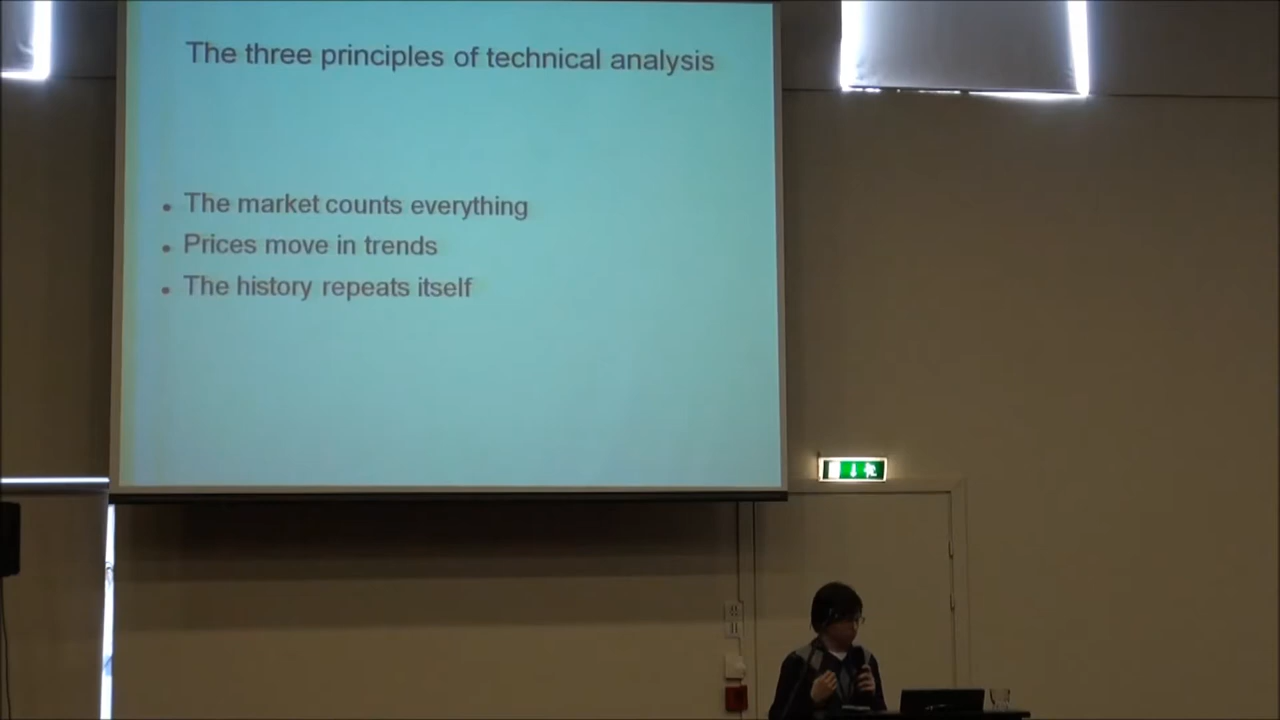 The three principles of technical analysis
• The market counts everything
• Prices move in trends
• The history repeats itself